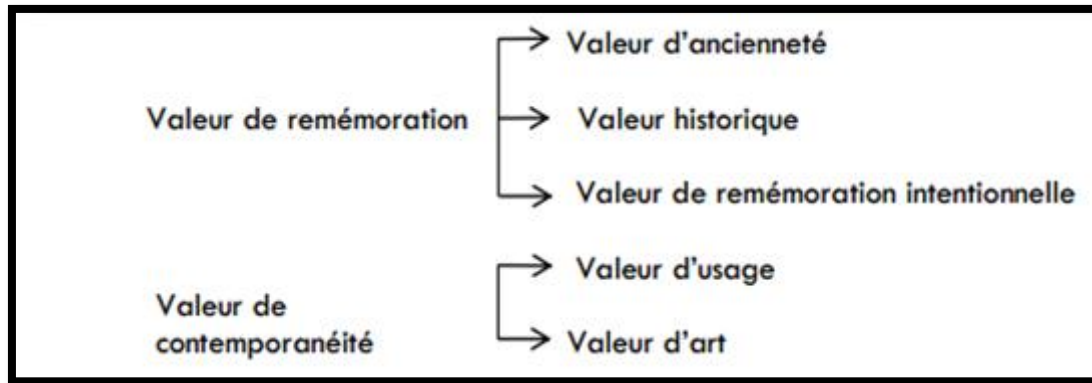 Valeur d'ancienneté
Valeur de remémoration
Valeur historique
Valeur de remémoration intentionnelle
Valeur d'usage
Valeur de
contemporanéité
Valeur d'art